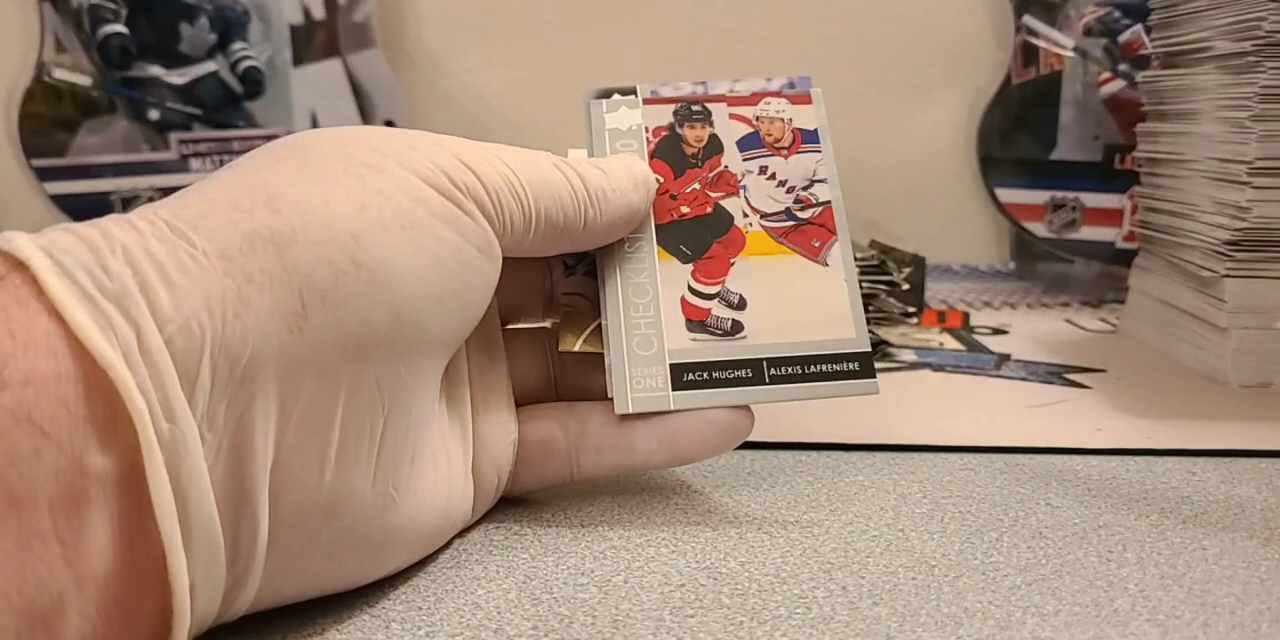 CHECKLIST
SERIES
ONE
JACK HUGHES
ALEXIS LAFRENIÈRE
RANG